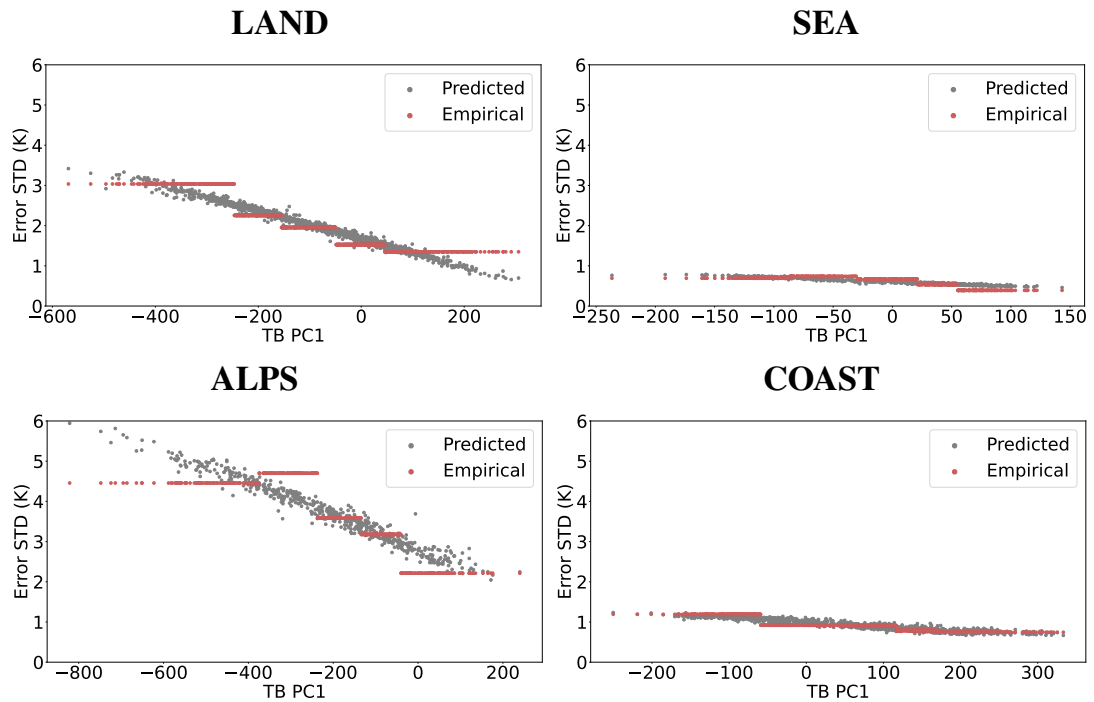 LAND
6
5
4
3
2
1
0
Error STD (K)
Predicted
Empirical
−600 −400 −200 0 200
TB PC1
SEA
6
5
4
3
2
1
0
Error STD (K)
Predicted
Empirical
−250 −200 −150 −100 −50 0 50 100 150
TB PC1
ALPS
6
5
4
3
2
1
0
Error STD (K)
Predicted
Empirical
−800 −600 −400 −200 0 200
TB PC1
COAST
6
5
4
3
2
1
0
Error STD (K)
Predicted
Empirical
−200 −100 0 100 200 300
TB PC1